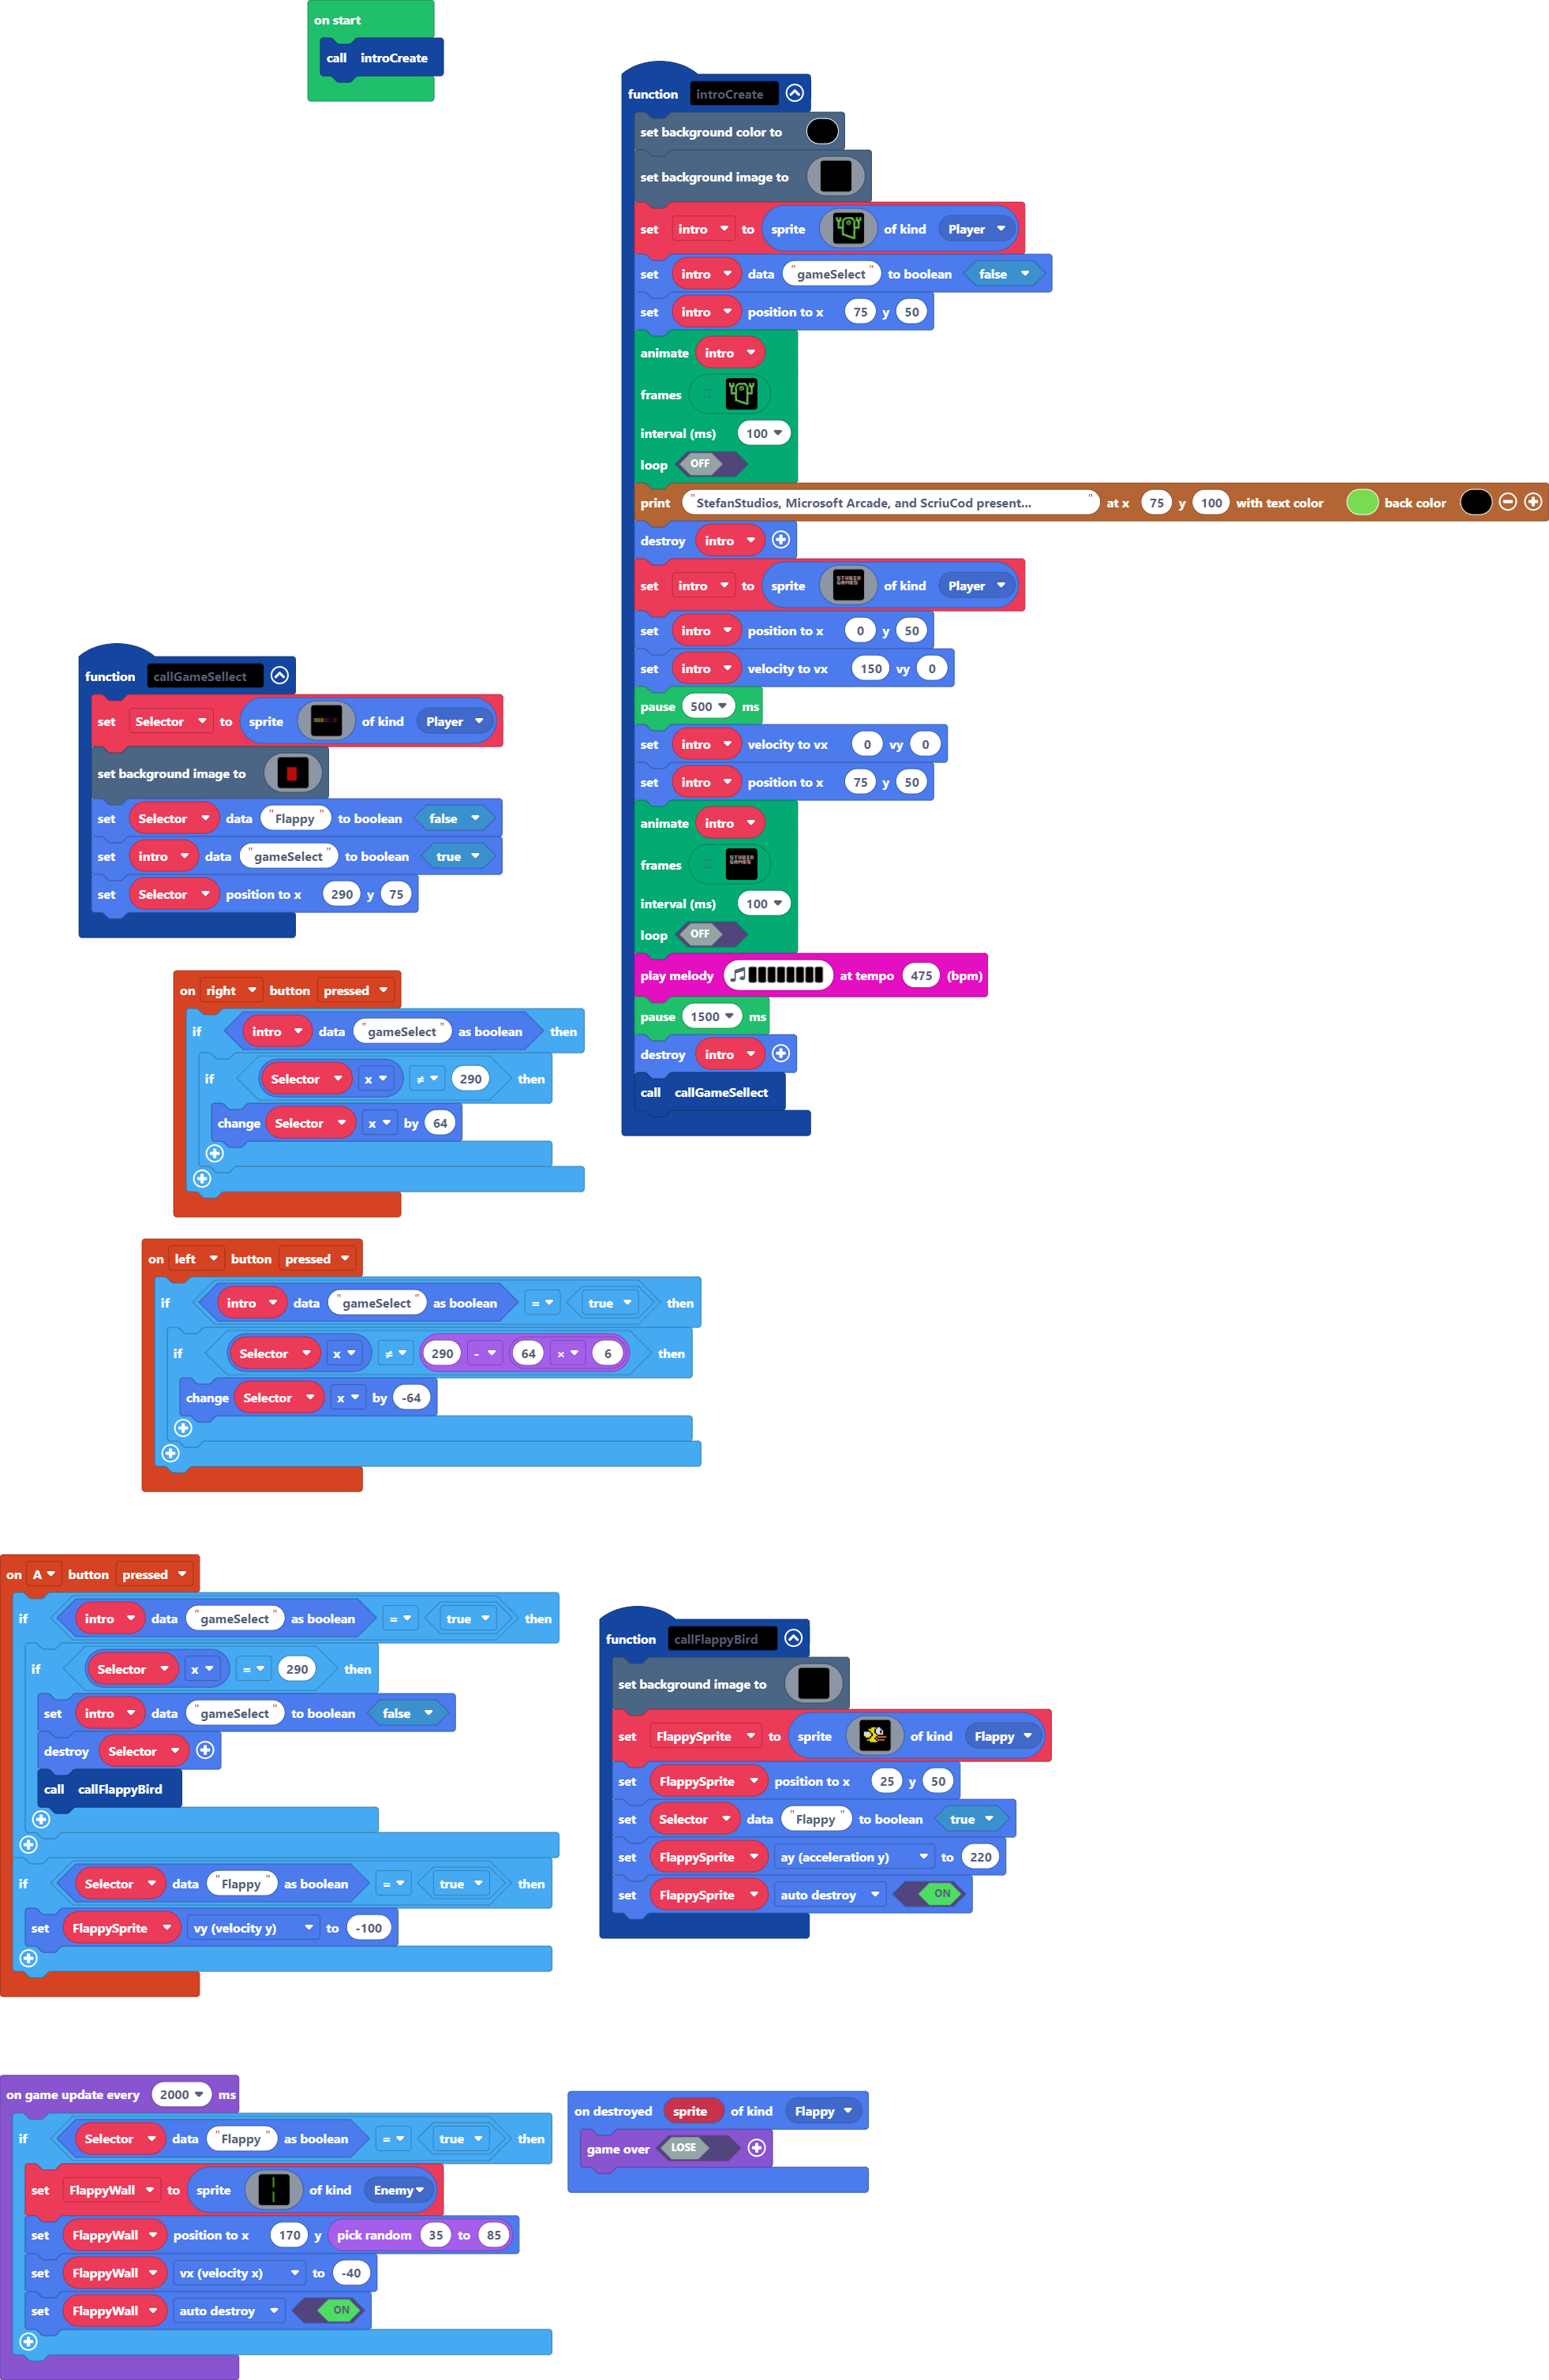 on start
call introCreate
function introCreate
set background color to
set background image to
set intro to sprite of kind Player
set intro data "gameSelect" to boolean false
set intro position to x 75 y 50
animate intro
frames
interval (ms) 100
loop OFF
print "StefanStudios, Microsoft Arcade, and ScriuCod present... " at x 75 y 100 with text color back color
destroy intro
set intro to sprite STUDIO GAMES of kind Player
set intro position to x 0 y 50
set intro velocity to vx 150 vy 0
pause 500 ms
set intro velocity to vx 0 vy 0
set intro position to x 75 y 50
animate intro
frames STUDIO GAMES
interval (ms) 100
loop OFF
play melody at tempo 475 (bpm)
pause 1500 ms
destroy intro
call callGameSellect
function callGameSellect
set Selector to sprite of kind Player
set background image to
set Selector data "Flappy" to boolean false
set intro data "gameSelect" to boolean true
set Selector position to x 290 y 75
on right button pressed
if intro data "gameSelect" as boolean then
if Selector x ≠ 290 then
change Selector x by 64
on left button pressed
if intro data "gameSelect" as boolean = true then
if Selector x ≠ 290 - 64 × 6 then
change Selector x by -64
on A button pressed
if intro data "gameSelect" as boolean = true then
if Selector x = 290 then
set intro data "gameSelect" to boolean false
destroy Selector
call callFlappyBird
if Selector data "Flappy" as boolean = true then
set FlappySprite vy (velocity y) to -100
function callFlappyBird
set background image to
set FlappySprite to sprite of kind Flappy
set FlappySprite position to x 25 y 50
set Selector data "Flappy" to boolean true
set FlappySprite ay (acceleration y) to 220
set FlappySprite auto destroy ON
on game update every 2000 ms
if Selector data "Flappy" as boolean = true then
set FlappyWall to sprite of kind Enemy
set FlappyWall position to x 170 y pick random 35 to 85
set FlappyWall vx (velocity x) to -40
set FlappyWall auto destroy ON
on destroyed sprite of kind Flappy
game over LOSE